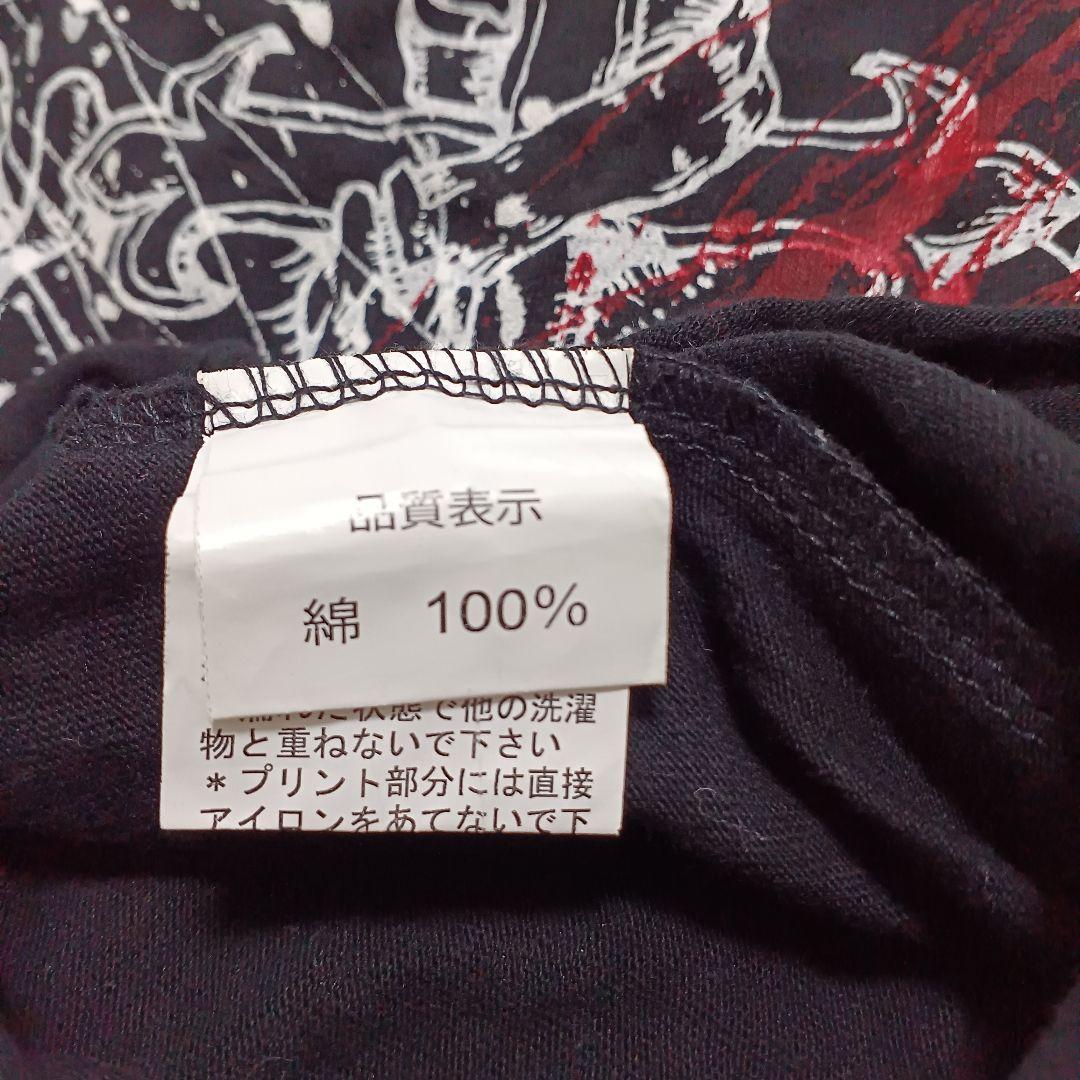 品質表示
綿 100%
濡れた状態で他の洗濯
物と重ねないで下さい
*プリント部分には直接
アイロンをあてないで下